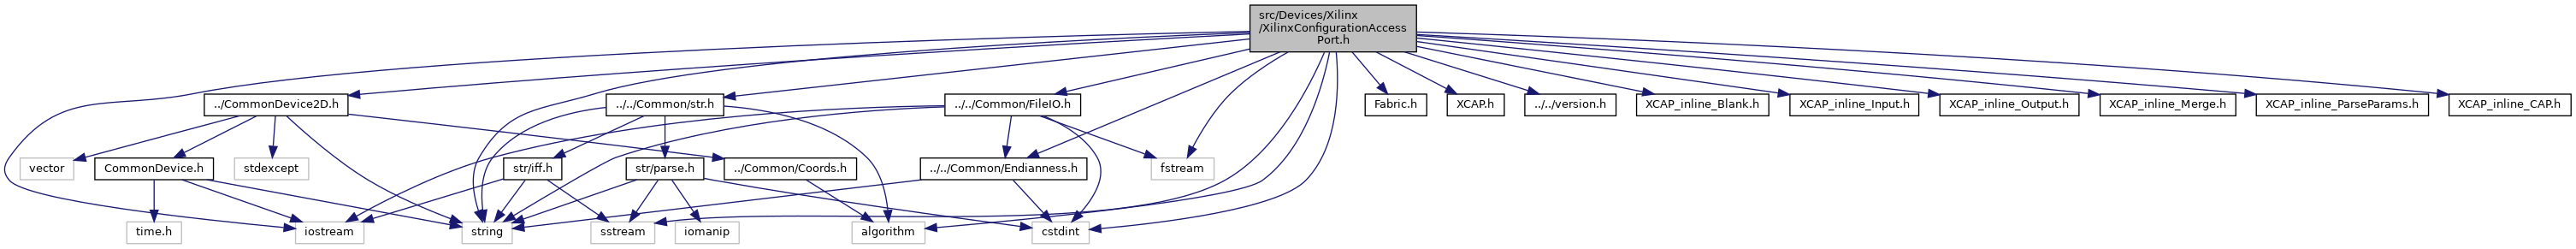 src/Devices/Xilinx
/XilinxConfigurationAccess
Port.h
../CommonDevice2D.h
../../Common/str.h
../../Common/FileIO.h
Fabric.h
XCAP.h
../../version.h
XCAP_inline_Blank.h
XCAP_inline_Input.h
XCAP_inline_Output.h
XCAP_inline_Merge.h
XCAP_inline_ParseParams.h
XCAP_inline_CAP.h
vector
CommonDevice.h
stdexcept
str/iff.h
str/parse.h
../Common/Coords.h
../../Common/Endianness.h
fstream
time.h
iostream
string
sstream
iomanip
algorithm
cstdint